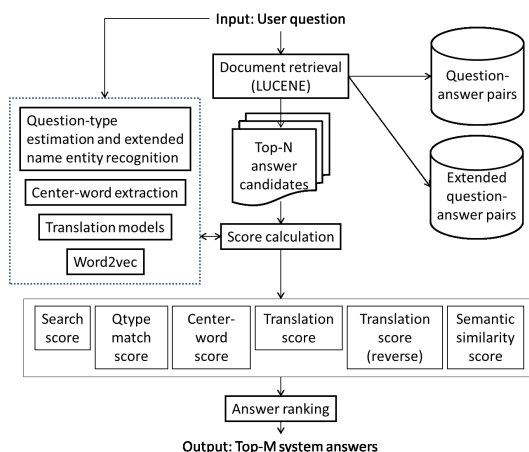 Input: User question
Document retrieval
(LUCENE)
Question-
answer pairs
Extended
question-
answer pairs
Top-N
answer
candidates
Question-type
estimation and extended
name entity recognition
Center-word extraction
Translation models
Word2vec
Score calculation
Search
score
Qtype
match
score
Center-
word
score
Translation
score
Translation
score
(reverse)
Semantic
similarity
score
Answer ranking
Output: Top-M system answers